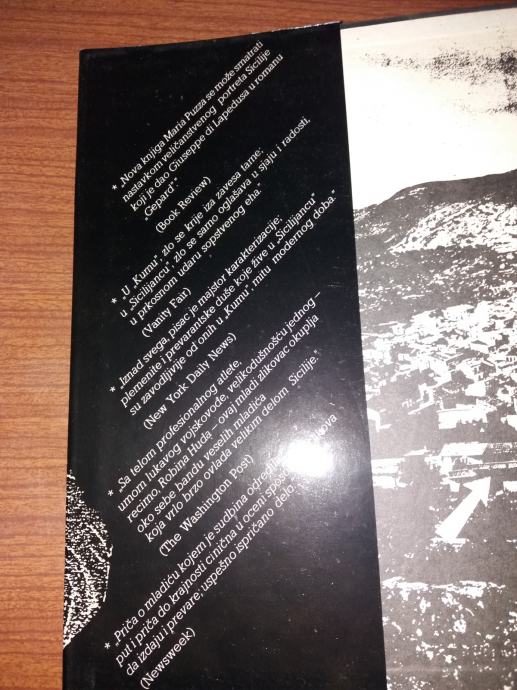 * „Nova knjiga Maria Puzza se može smatrati
nastavkom veličanstvenog portreta Sicilije
koji je dao Giuseppe di Lapedusa u romanu
„Gepard“.“
(Book Review)
* „U „Kumu“, zlo se krije iza zavesa tame;
u „Sicilijancu“, zlo se samo oglašava u sjaju i radosti,
u prkosnom udaru sopstvenog eha.“
(Vanity Fair)
* „Iznad svega, pisac je majstor karakterizacije;
plemenite i prevarantske duše koje žive u „Sicilijancu“
su zavodljivije od onih u „Kumu“, mitu modernog doba.“
(New York Daily News)
* „Sa telom profesionalnog atlete,
umom lukavog vojskovođe, velikodušnošću jednog –
recimo, Robina Huda – ovaj mladi zlikovac okuplja
oko sebe bandu veselih mladića
koja vrlo brzo ovlada velikim delom Sicilije.“
(The Washington Post)
* „Priča o mladiću kojem je sudbina odredila
put i priča do krajnosti cinična u oceni
da izdaju i prevare; uspešno ispričano delo.“
(Newsweek)